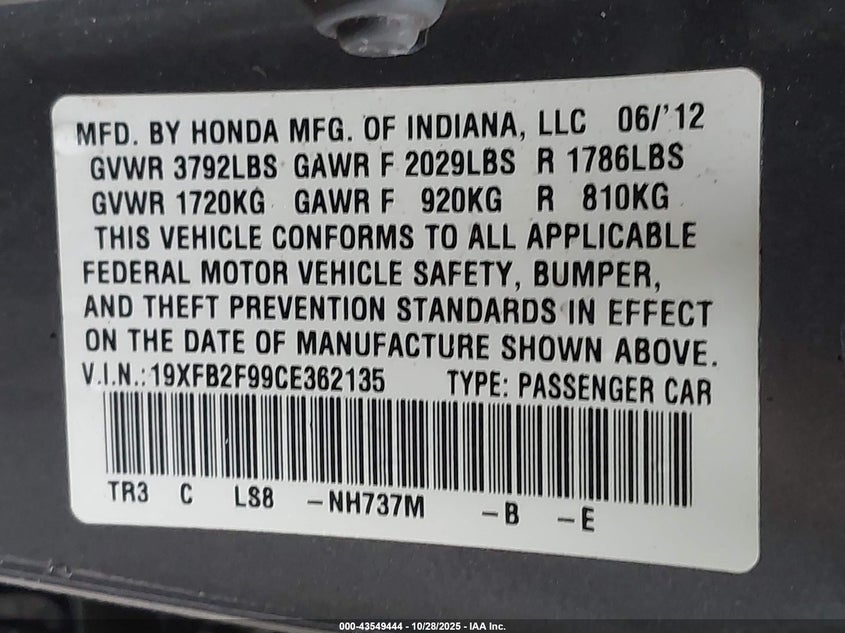 MFD. BY HONDA MFG. OF INDIANA, LLC 06/'12
GVWR 3792LBS GAWR F 2029LBS R 1786LBS
GVWR 1720KG GAWR F 920KG R 810KG
THIS VEHICLE CONFORMS TO ALL APPLICABLE
FEDERAL MOTOR VEHICLE SAFETY, BUMPER,
AND THEFT PREVENTION STANDARDS IN EFFECT
ON THE DATE OF MANUFACTURE SHOWN ABOVE.
V.I.N.:19XFB2F99CE362135 TYPE: PASSENGER CAR
TR3 C LS8 -NH737M -B -E
000-43549444 - 10/28/2025 - IAA Inc.